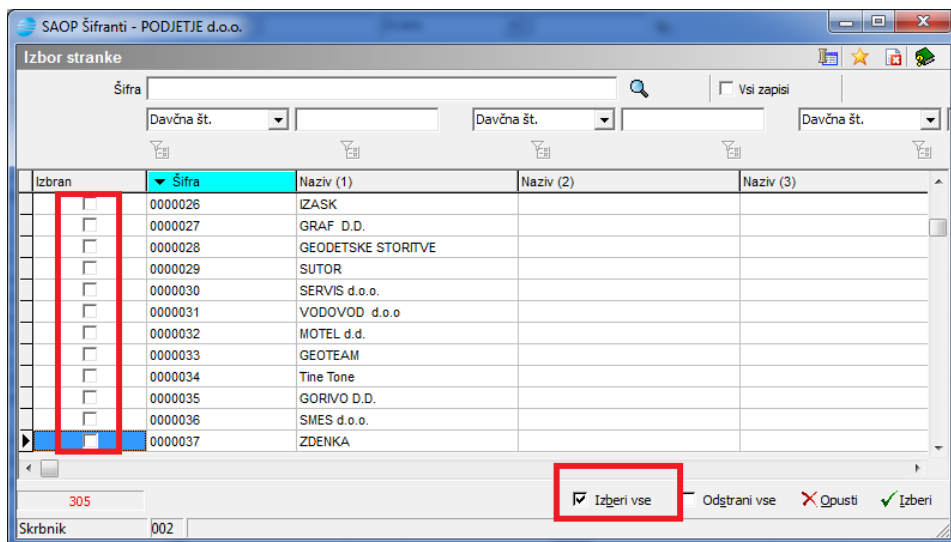 SAOP Šifranti - PODJETJE d.o.o.
Izbor stranke
Šifra Vsi zapisi
Davčna št. Davčna št. Davčna št.
Izbran Šifra Naziv (1) Naziv (2) Naziv (3)
0000026 IZASK
0000027 GRAF D.D.
0000028 GEODETSKE STORITVE
0000029 SUTOR
0000030 SERVIS d.o.o.
0000031 VODOVOD d.o.o
0000032 MOTEL d.d.
0000033 GEOTEAM
0000034 Tine Tone
0000035 GORIVO D.D.
0000036 SMES d.o.o.
0000037 ZDENKA
305 Izberi vse Odstrani vse Opusti Izberi
Skrbnik 002